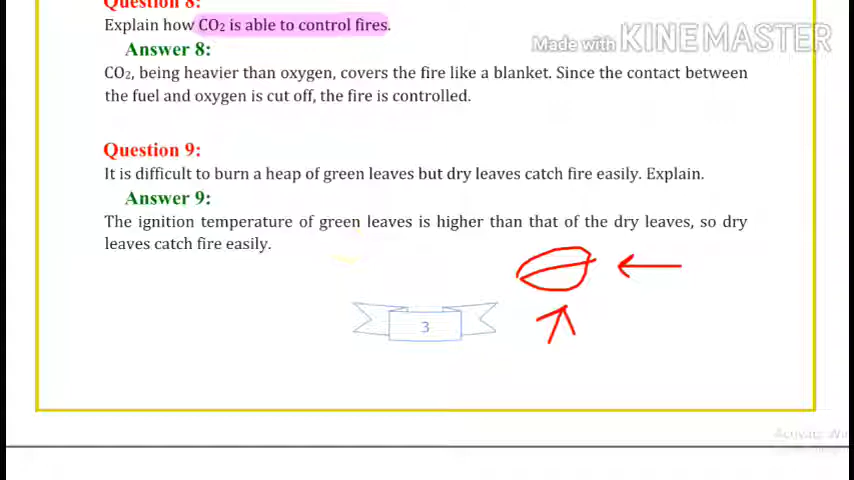 Question 8:
Explain how CO₂ is able to control fires.
Made with KINEMASTER
Answer 8:
CO₂, being heavier than oxygen, covers the fire like a blanket. Since the contact between
the fuel and oxygen is cut off, the fire is controlled.
Question 9:
It is difficult to burn a heap of green leaves but dry leaves catch fire easily. Explain.
Answer 9:
The ignition temperature of green leaves is higher than that of the dry leaves, so dry
leaves catch fire easily.
3